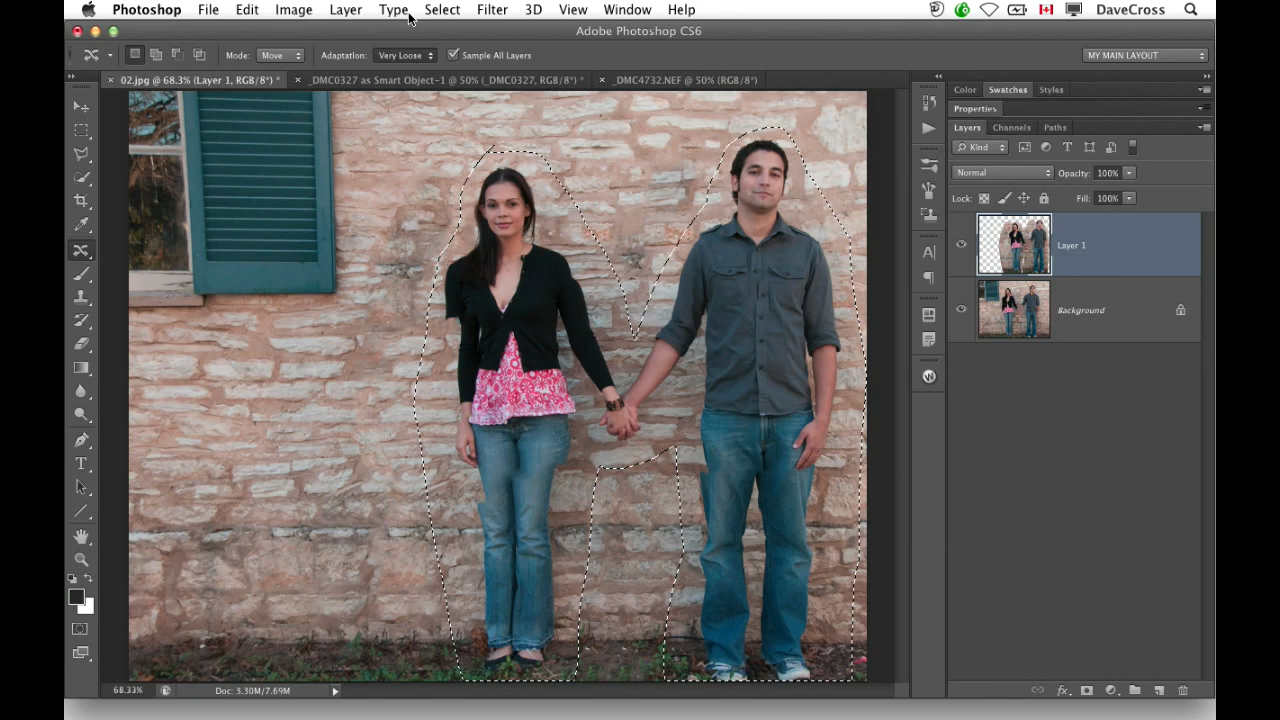 Photoshop File Edit Image Layer Type Select Filter 3D View Window Help DaveCross
Adobe Photoshop CS6
Mode: Move Adaptation: Very Loose Sample All Layers MY MAIN LAYOUT
02.jpg @ 68.3% (Layer 1, RGB/8*) * _DMC0327 as Smart Object-1 @ 50% (_DMC0327, RGB/8*) * _DMC4732.NEF @ 50% (RGB/8*)
Color Swatches Styles
Properties
Layers Channels Paths
Kind
Normal Opacity: 100%
Lock: Fill: 100%
Layer 1
Background
68.33% Doc: 3.30M/7.69M